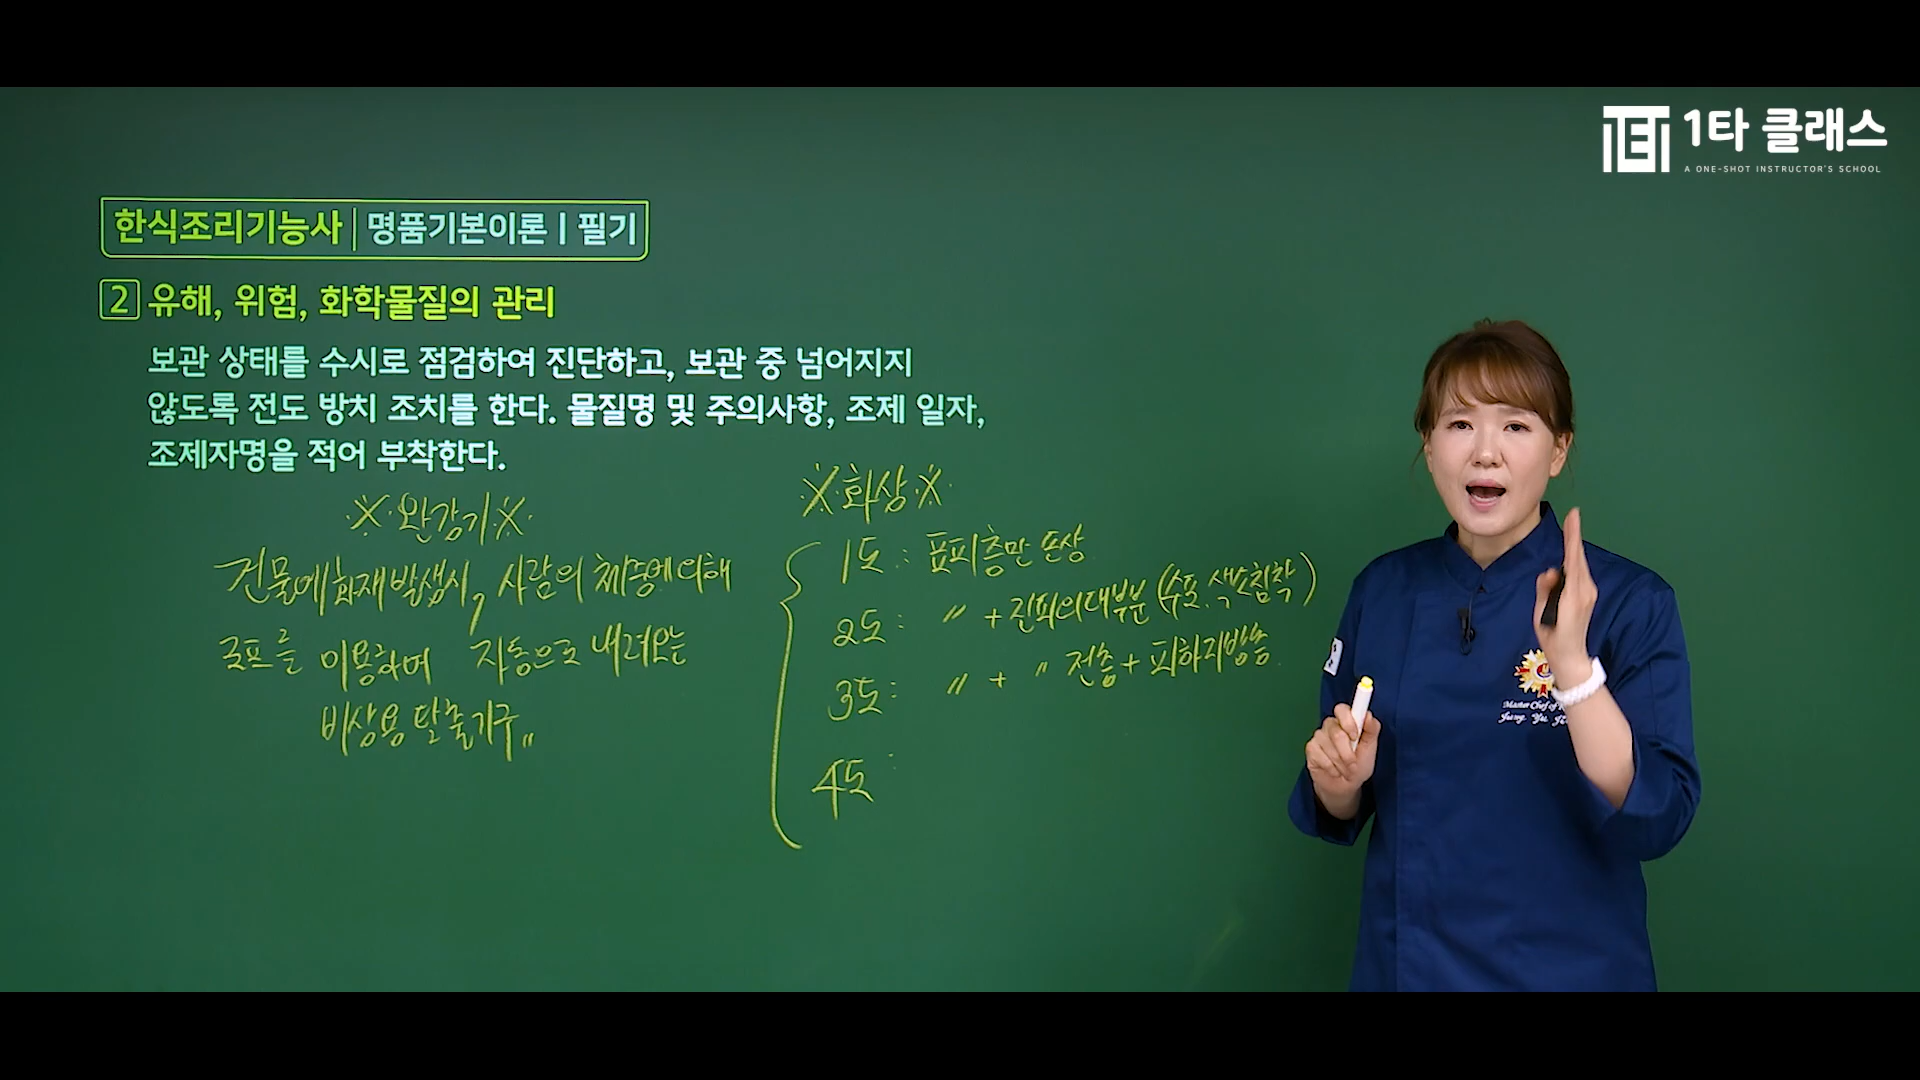 1타 클래스
A ONE-SHOT INSTRUCTOR'S SCHOOL
한식조리기능사 | 명품기본이론 | 필기
2 유해, 위험, 화학물질의 관리
보관 상태를 수시로 점검하여 진단하고, 보관 중 넘어지지
않도록 전도 방치 조치를 한다. 물질명 및 주의사항, 조제 일자,
조제자명을 적어 부착한다.
※완강기※
건물에 화재 발생시, 사람의 체중에 의해
로프를 이용하여 자동으로 내려오는
비상용 탈출기구〃
※화상※
1도 : 표피층만 손상
2도 : 〃 + 진피의 대부분 (수포, 색소침착)
3도 : 〃 + 〃 전층 + 피하지방층
4도 :
Master Chef of